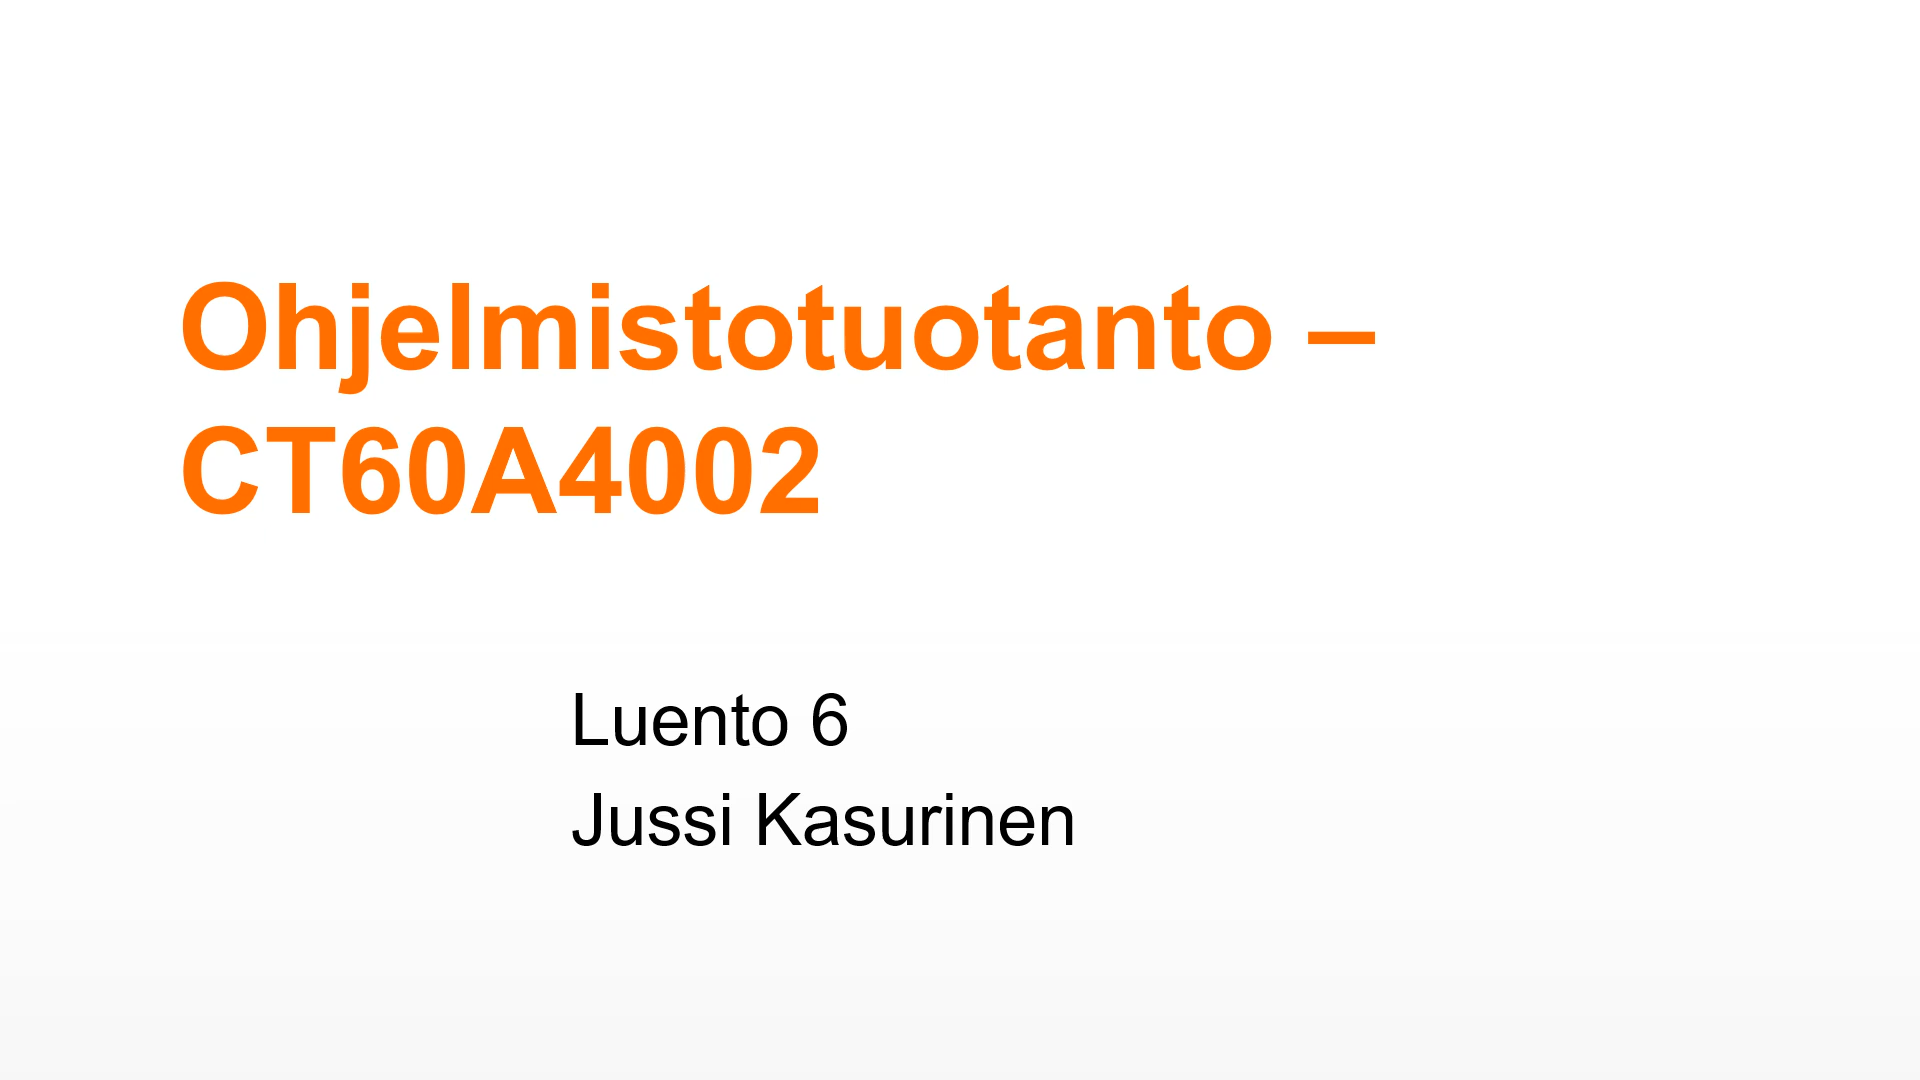 Ohjelmistotuotanto –
CT60A4002
Luento 6
Jussi Kasurinen